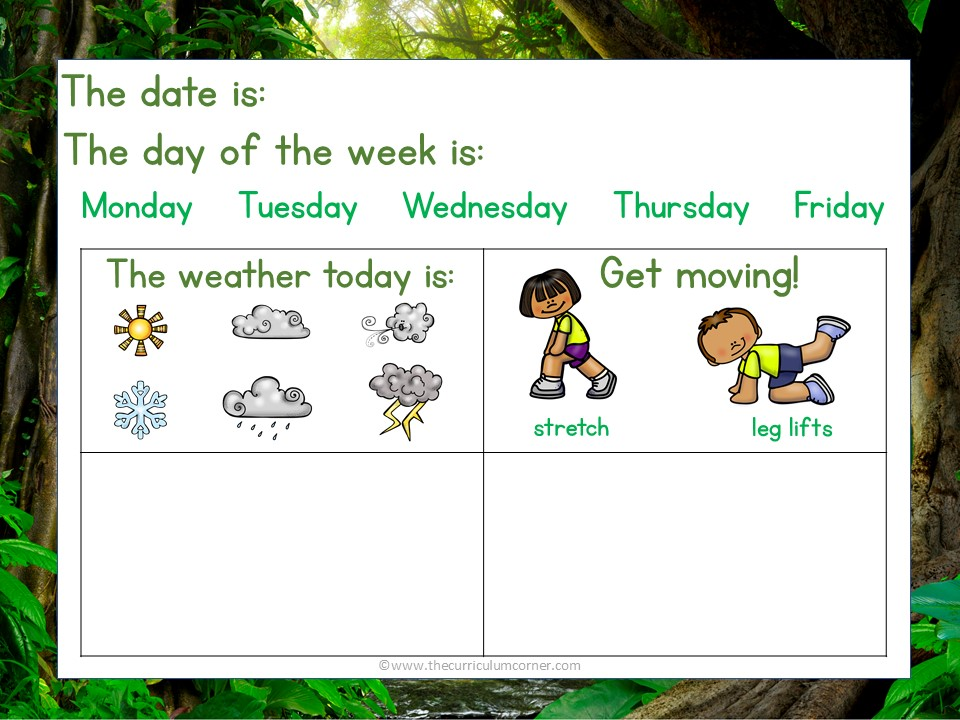 The date is:
The day of the week is:
Monday Tuesday Wednesday Thursday Friday
The weather today is:
Get moving!
stretch leg lifts
©www.thecurriculumcorner.com